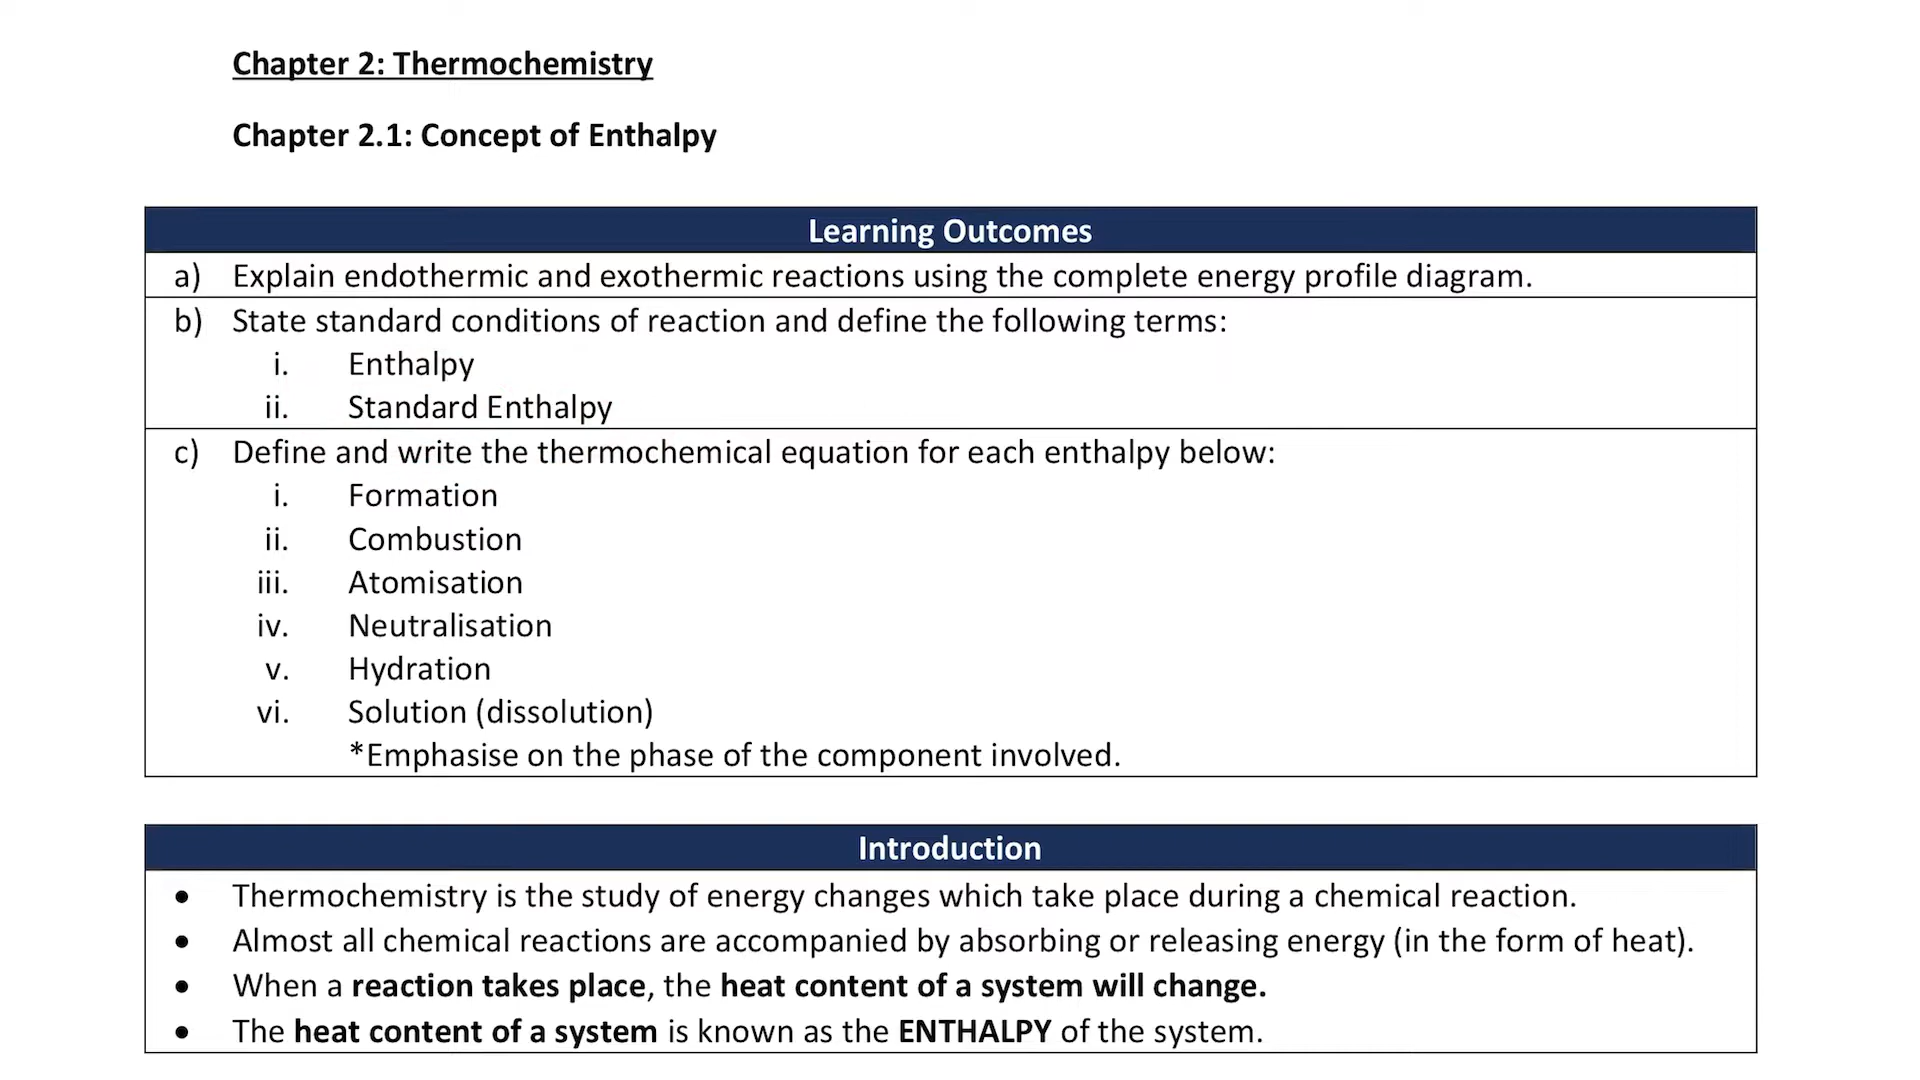 Chapter 2: Thermochemistry
Chapter 2.1: Concept of Enthalpy
Learning Outcomes
a) Explain endothermic and exothermic reactions using the complete energy profile diagram.
b) State standard conditions of reaction and define the following terms:
i. Enthalpy
ii. Standard Enthalpy
c) Define and write the thermochemical equation for each enthalpy below:
i. Formation
ii. Combustion
iii. Atomisation
iv. Neutralisation
v. Hydration
vi. Solution (dissolution)
*Emphasise on the phase of the component involved.
Introduction
• Thermochemistry is the study of energy changes which take place during a chemical reaction.
• Almost all chemical reactions are accompanied by absorbing or releasing energy (in the form of heat).
• When a reaction takes place, the heat content of a system will change.
• The heat content of a system is known as the ENTHALPY of the system.